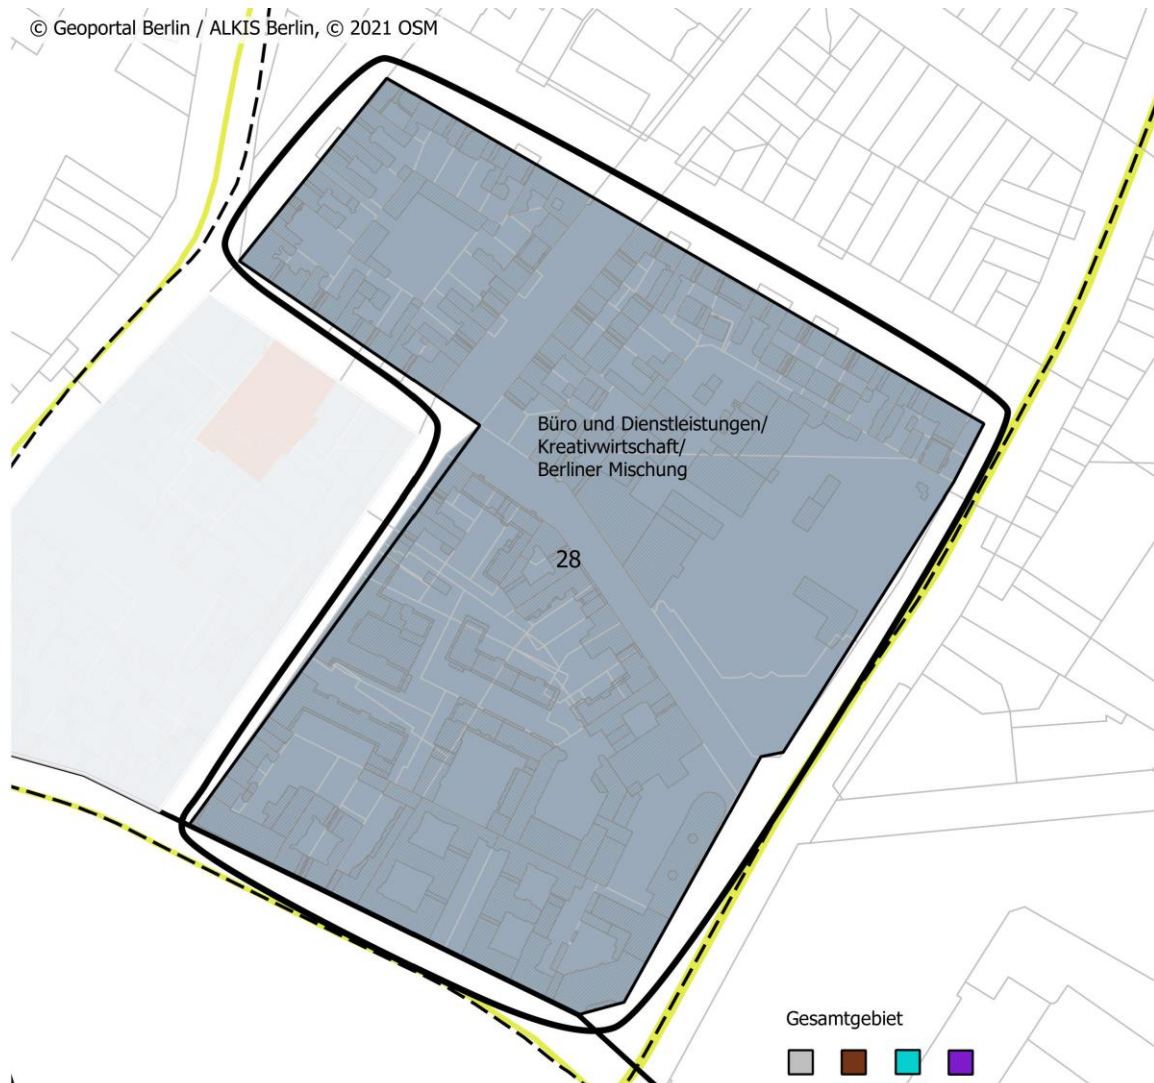 © Geoportal Berlin / ALKIS Berlin, © 2021 OSM
Büro und Dienstleistungen/
Kreativwirtschaft/
Berliner Mischung
28
Gesamtgebiet